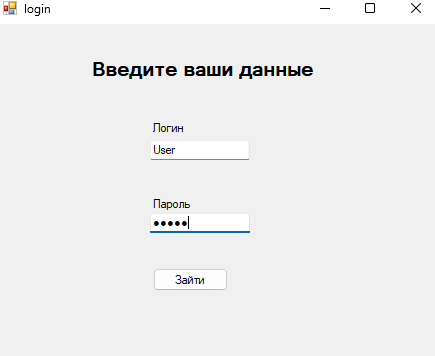 login
Введите ваши данные
Логин
User
Пароль
•••••
Зайти